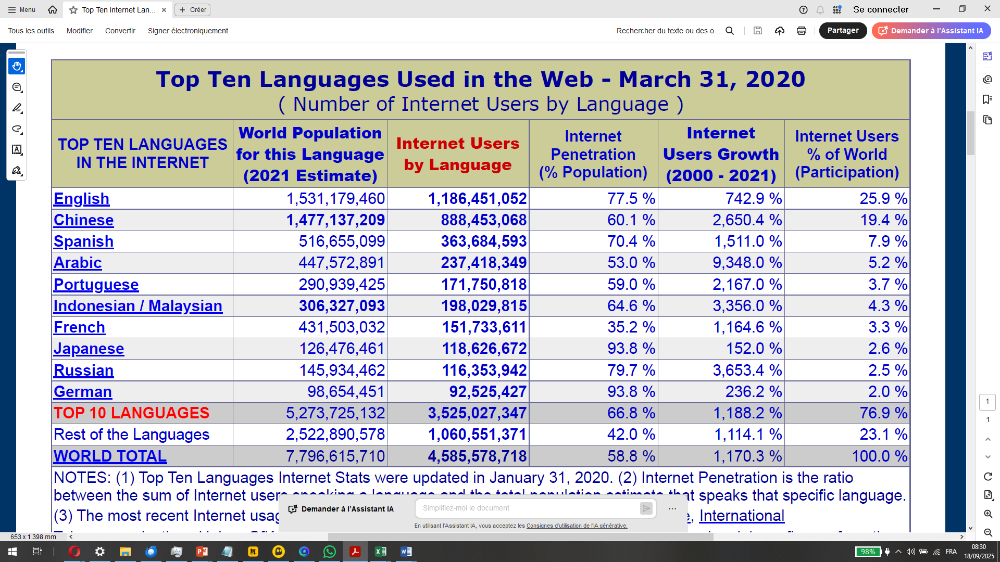 Menu
Top Ten Internet Lan...
Créer
Se connecter
Tous les outils Modifier Convertir Signer électroniquement
Rechercher du texte ou des o...
Partager
Demander à l'Assistant IA
Top Ten Languages Used in the Web - March 31, 2020
( Number of Internet Users by Language )
TOP TEN LANGUAGES
IN THE INTERNET
World Population
for this Language
(2021 Estimate)
Internet Users
by Language
Internet
Penetration
(% Population)
Internet
Users Growth
(2000 - 2021)
Internet Users
% of World
(Participation)
English 1,531,179,460 1,186,451,052 77.5 % 742.9 % 25.9 %
Chinese 1,477,137,209 888,453,068 60.1 % 2,650.4 % 19.4 %
Spanish 516,655,099 363,684,593 70.4 % 1,511.0 % 7.9 %
Arabic 447,572,891 237,418,349 53.0 % 9,348.0 % 5.2 %
Portuguese 290,939,425 171,750,818 59.0 % 2,167.0 % 3.7 %
Indonesian / Malaysian 306,327,093 198,029,815 64.6 % 3,356.0 % 4.3 %
French 431,503,032 151,733,611 35.2 % 1,164.6 % 3.3 %
Japanese 126,476,461 118,626,672 93.8 % 152.0 % 2.6 %
Russian 145,934,462 116,353,942 79.7 % 3,653.4 % 2.5 %
German 98,654,451 92,525,427 93.8 % 236.2 % 2.0 %
TOP 10 LANGUAGES 5,273,725,132 3,525,027,347 66.8 % 1,188.2 % 76.9 %
Rest of the Languages 2,522,890,578 1,060,551,371 42.0 % 1,114.1 % 23.1 %
WORLD TOTAL 7,796,615,710 4,585,578,718 58.8 % 1,170.3 % 100.0 %
NOTES: (1) Top Ten Languages Internet Stats were updated in January 31, 2020. (2) Internet Penetration is the ratio
between the sum of Internet users speaking a language and the total population estimate that speaks that specific language.
(3) The most recent Internet usag
, International
Demander à l'Assistant IA
Simplifiez-moi le document
En utilisant l'Assistant IA, vous acceptez les Consignes d'utilisation de l'IA générative.
1
1
653 x 1 398 mm
98%
FRA
08:30
18/09/2025